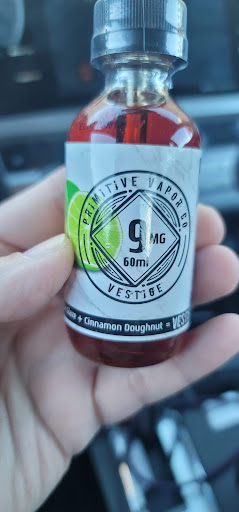 PRIMITIVE VAPOR CO
9MG
60ml
VESTIGE
+ Cinnamon Doughnut =